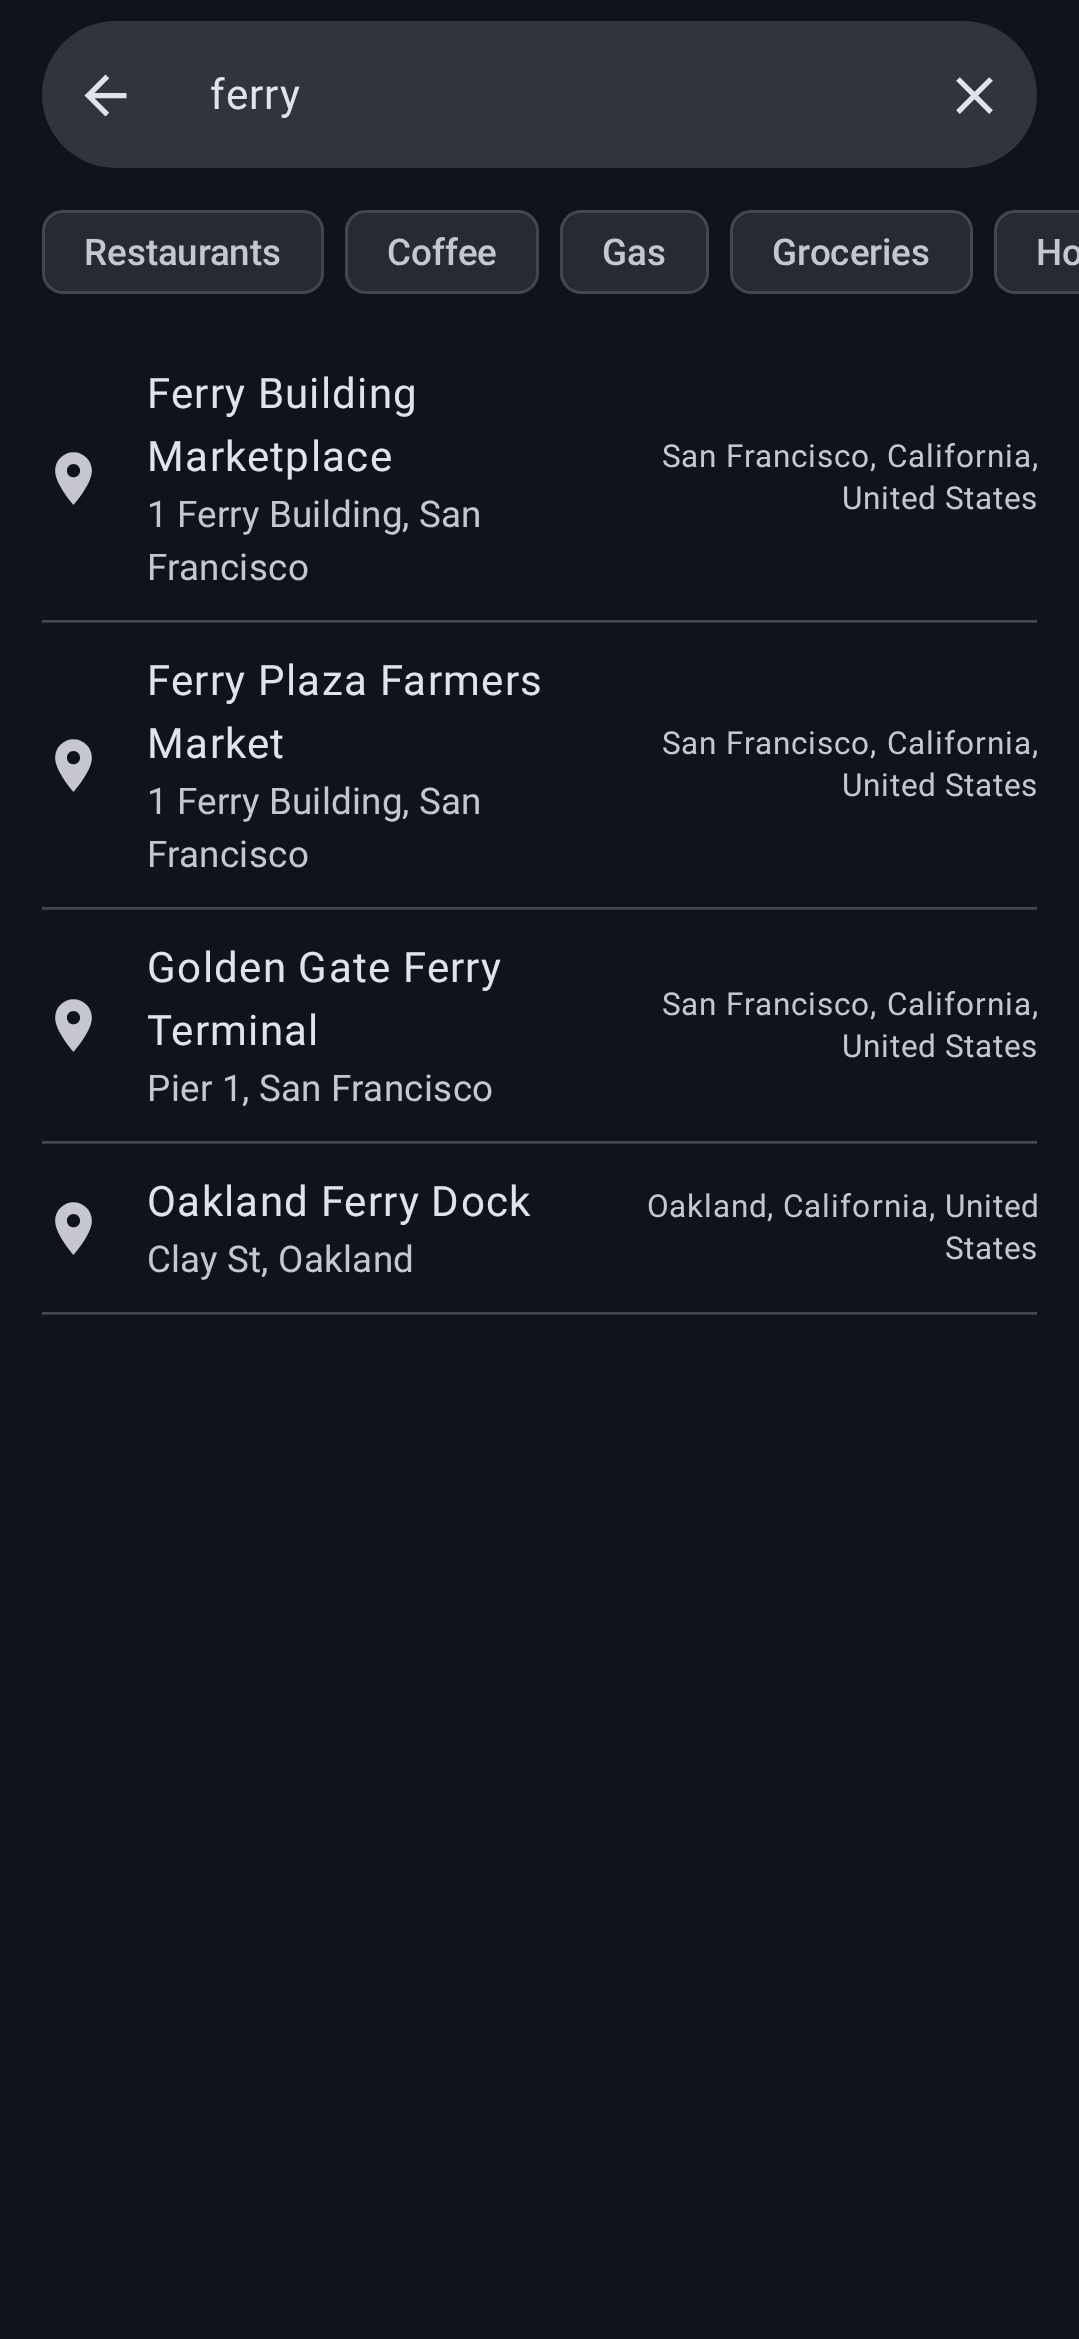 ferry
Restaurants Coffee Gas Groceries Ho
Ferry Building
Marketplace
1 Ferry Building, San
Francisco
San Francisco, California,
United States
Ferry Plaza Farmers
Market
1 Ferry Building, San
Francisco
San Francisco, California,
United States
Golden Gate Ferry
Terminal
Pier 1, San Francisco
San Francisco, California,
United States
Oakland Ferry Dock
Clay St, Oakland
Oakland, California, United
States